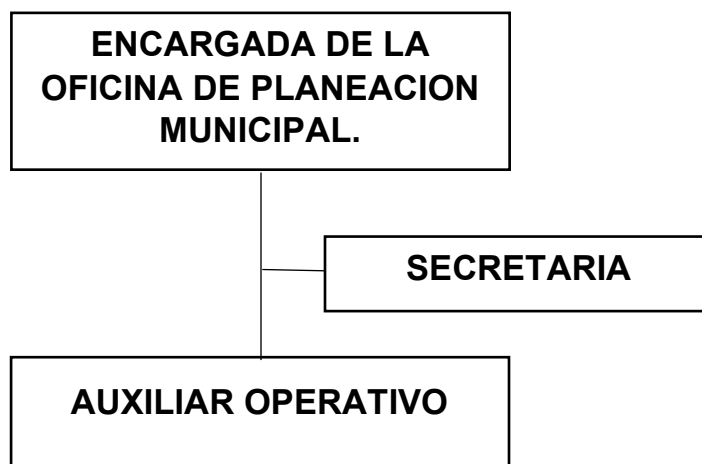 ENCARGADA DE LA
OFICINA DE PLANEACION
MUNICIPAL.
SECRETARIA
AUXILIAR OPERATIVO